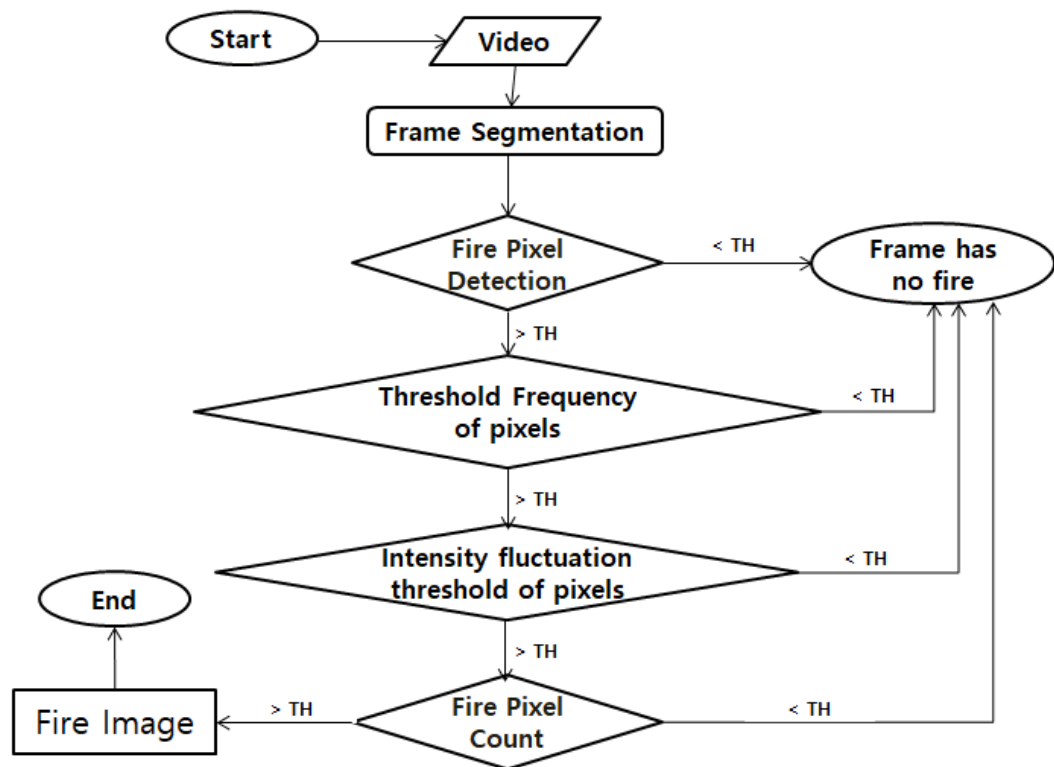 Start
Video
Frame Segmentation
Fire Pixel
Detection
< TH
Frame has
no fire
> TH
Threshold Frequency
of pixels
< TH
> TH
Intensity fluctuation
threshold of pixels
< TH
> TH
Fire Pixel
Count
< TH
> TH
Fire Image
End